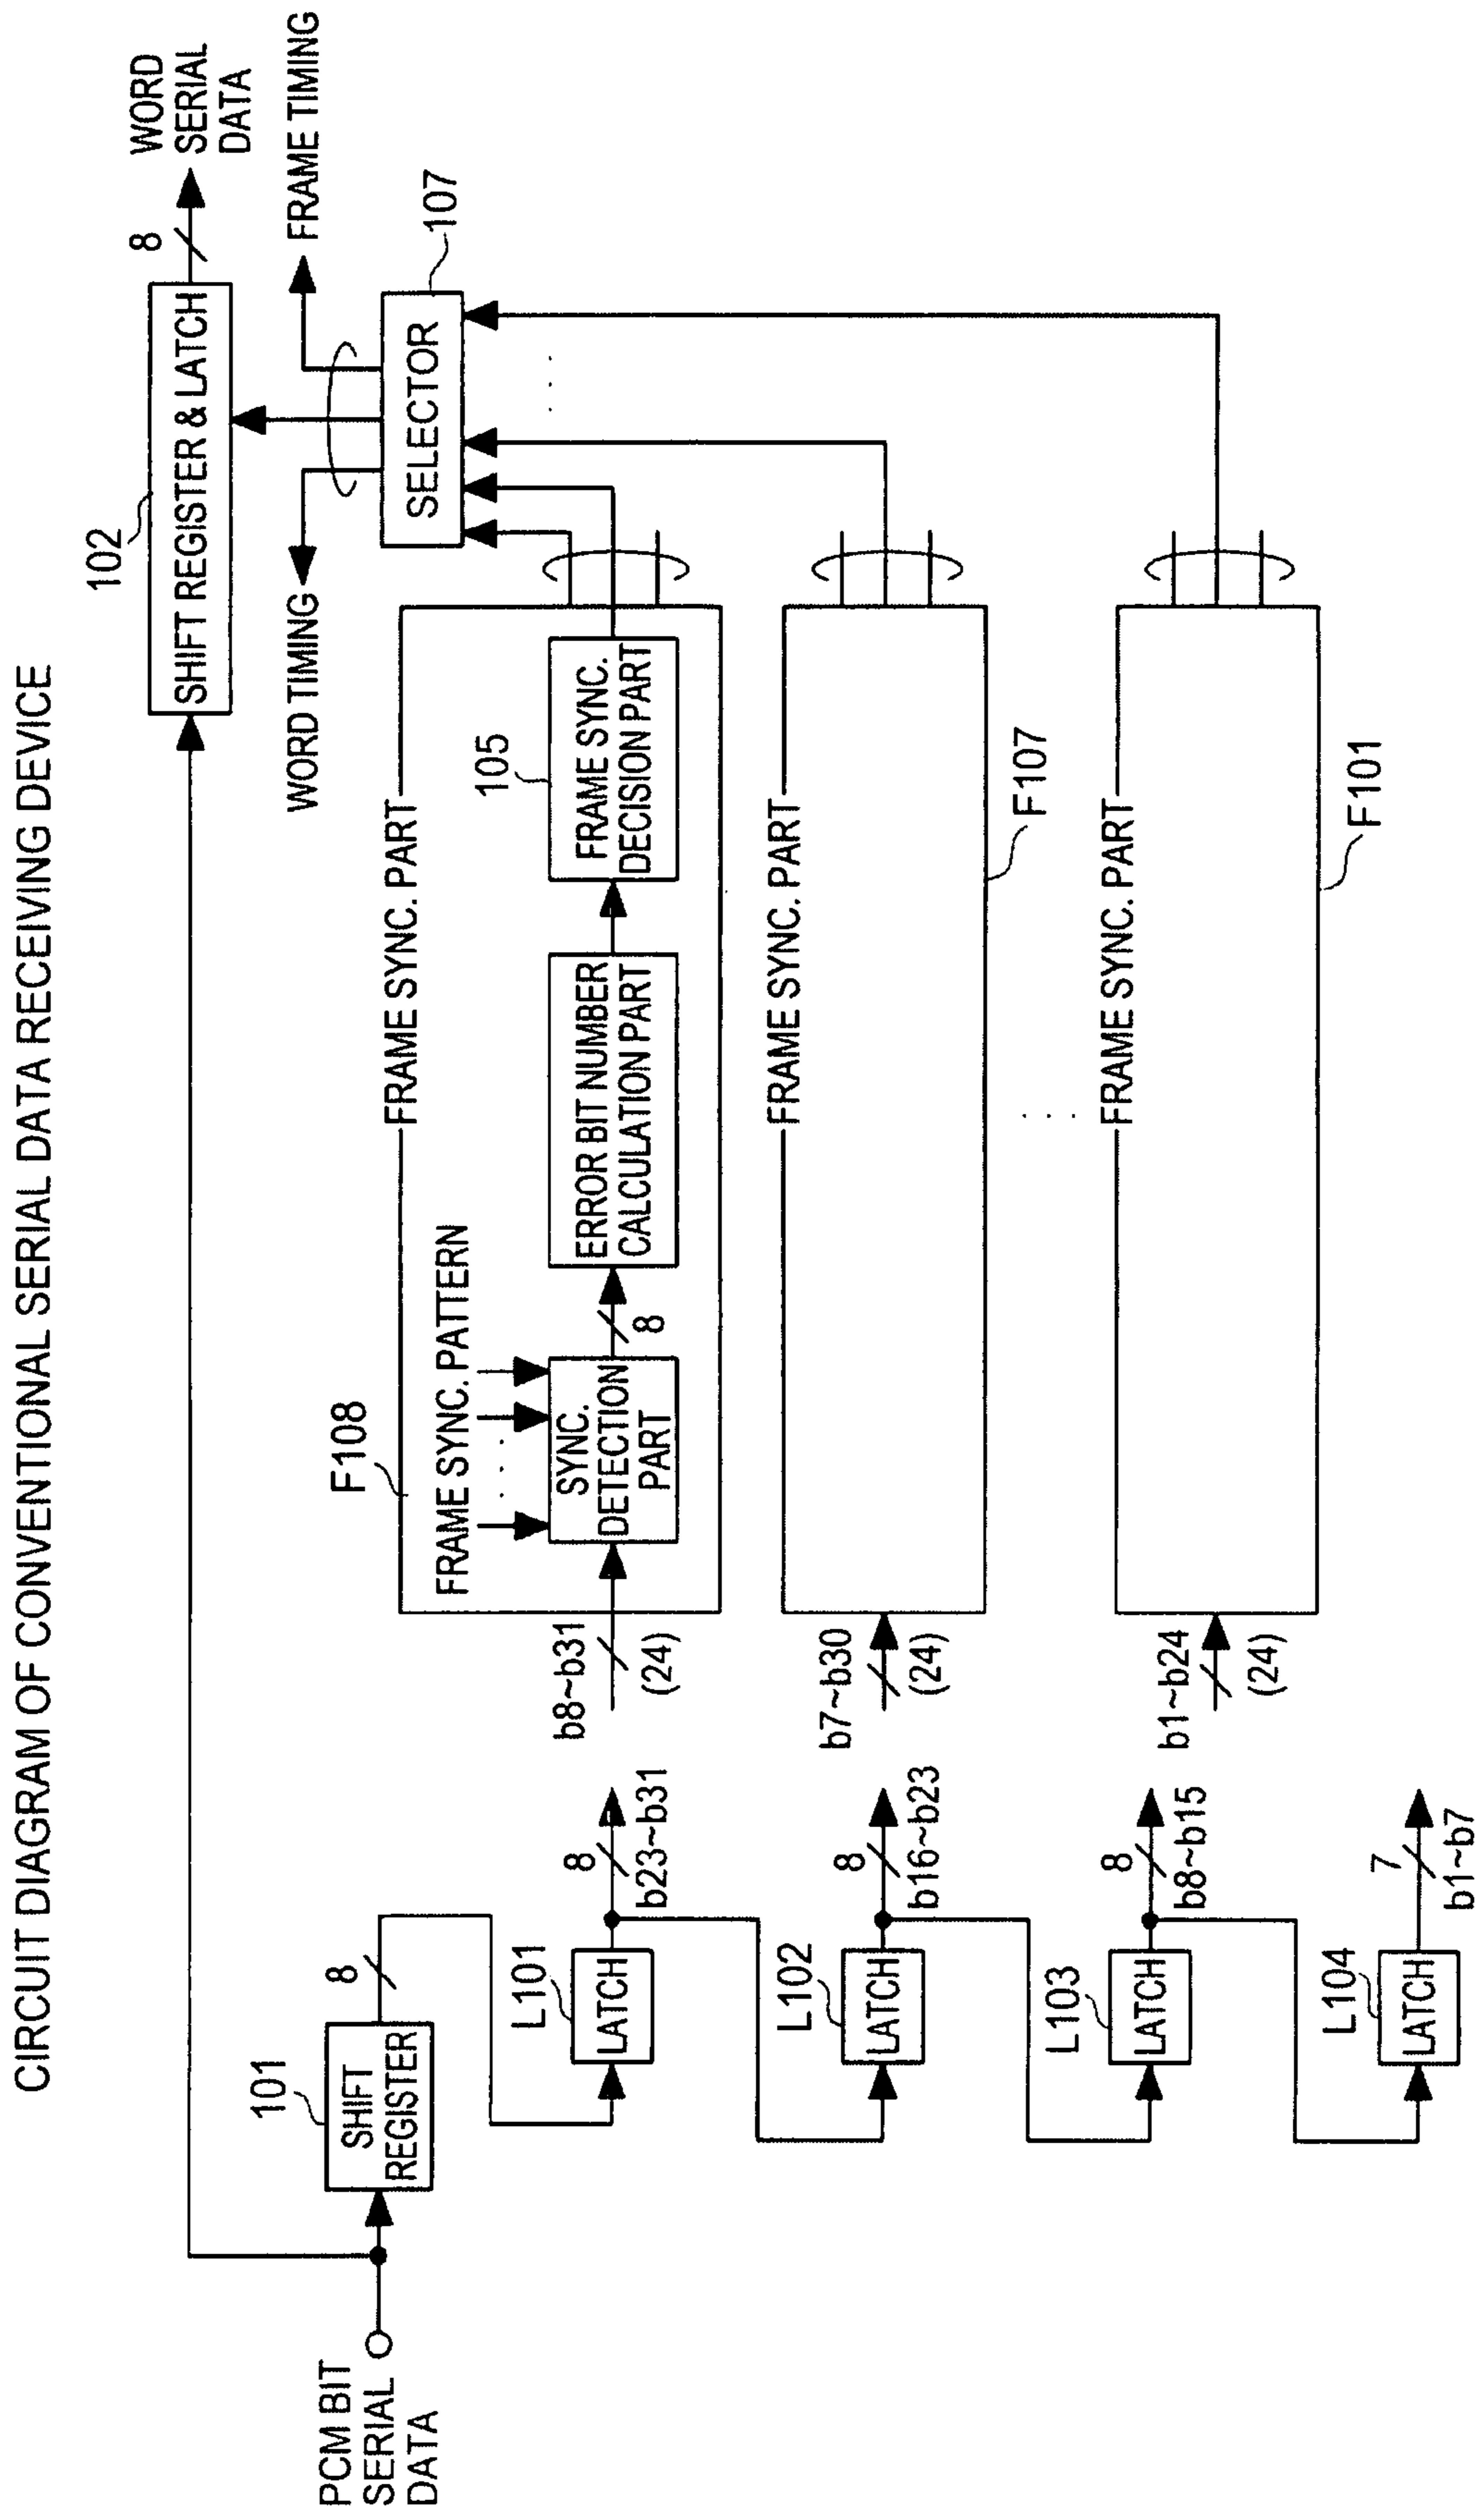 CIRCUIT DIAGRAM OF CONVENTIONAL SERIAL DATA RECEIVING DEVICE
102
SHIFT REGISTER & LATCH
8
WORD
SERIAL
DATA
WORD TIMING
FRAME TIMING
SELECTOR
107
PCM BIT
SERIAL
DATA
101
SHIFT
REGISTER
8
F108
FRAME SYNC. PART
FRAME SYNC. PATTERN
b8~b31
(24)
SYNC.
DETECTION
PART
8
ERROR BIT NUMBER
CALCULATION PART
105
FRAME SYNC.
DECISION PART
L101
LATCH
8
b23~b31
L102
LATCH
8
b16~b23
b7~b30
(24)
FRAME SYNC. PART
F107
L103
LATCH
8
b8~b15
b1~b24
(24)
FRAME SYNC. PART
F101
L104
LATCH
7
b1~b7